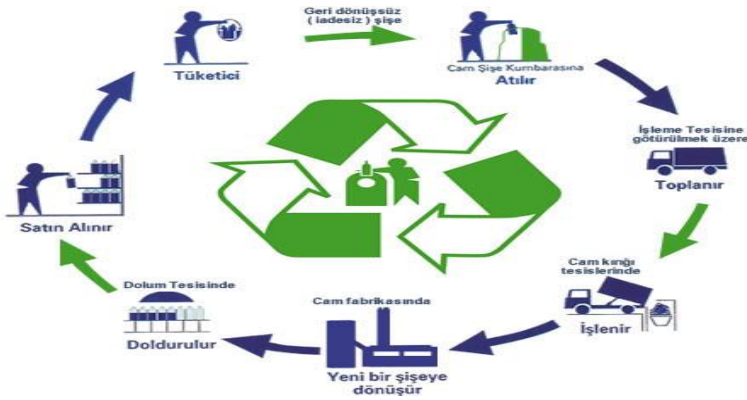 Geri dönüşsüz
( iadesiz ) şişe
Tüketici
Cam Şişe Kumbarasına
Atılır
İşleme Tesisine
götürülmek üzere
Toplanır
Cam kırığı
tesislerinde
İşlenir
Cam fabrikasında
Yeni bir şişeye
dönüşür
Dolum Tesisinde
Doldurulur
Satın Alınır